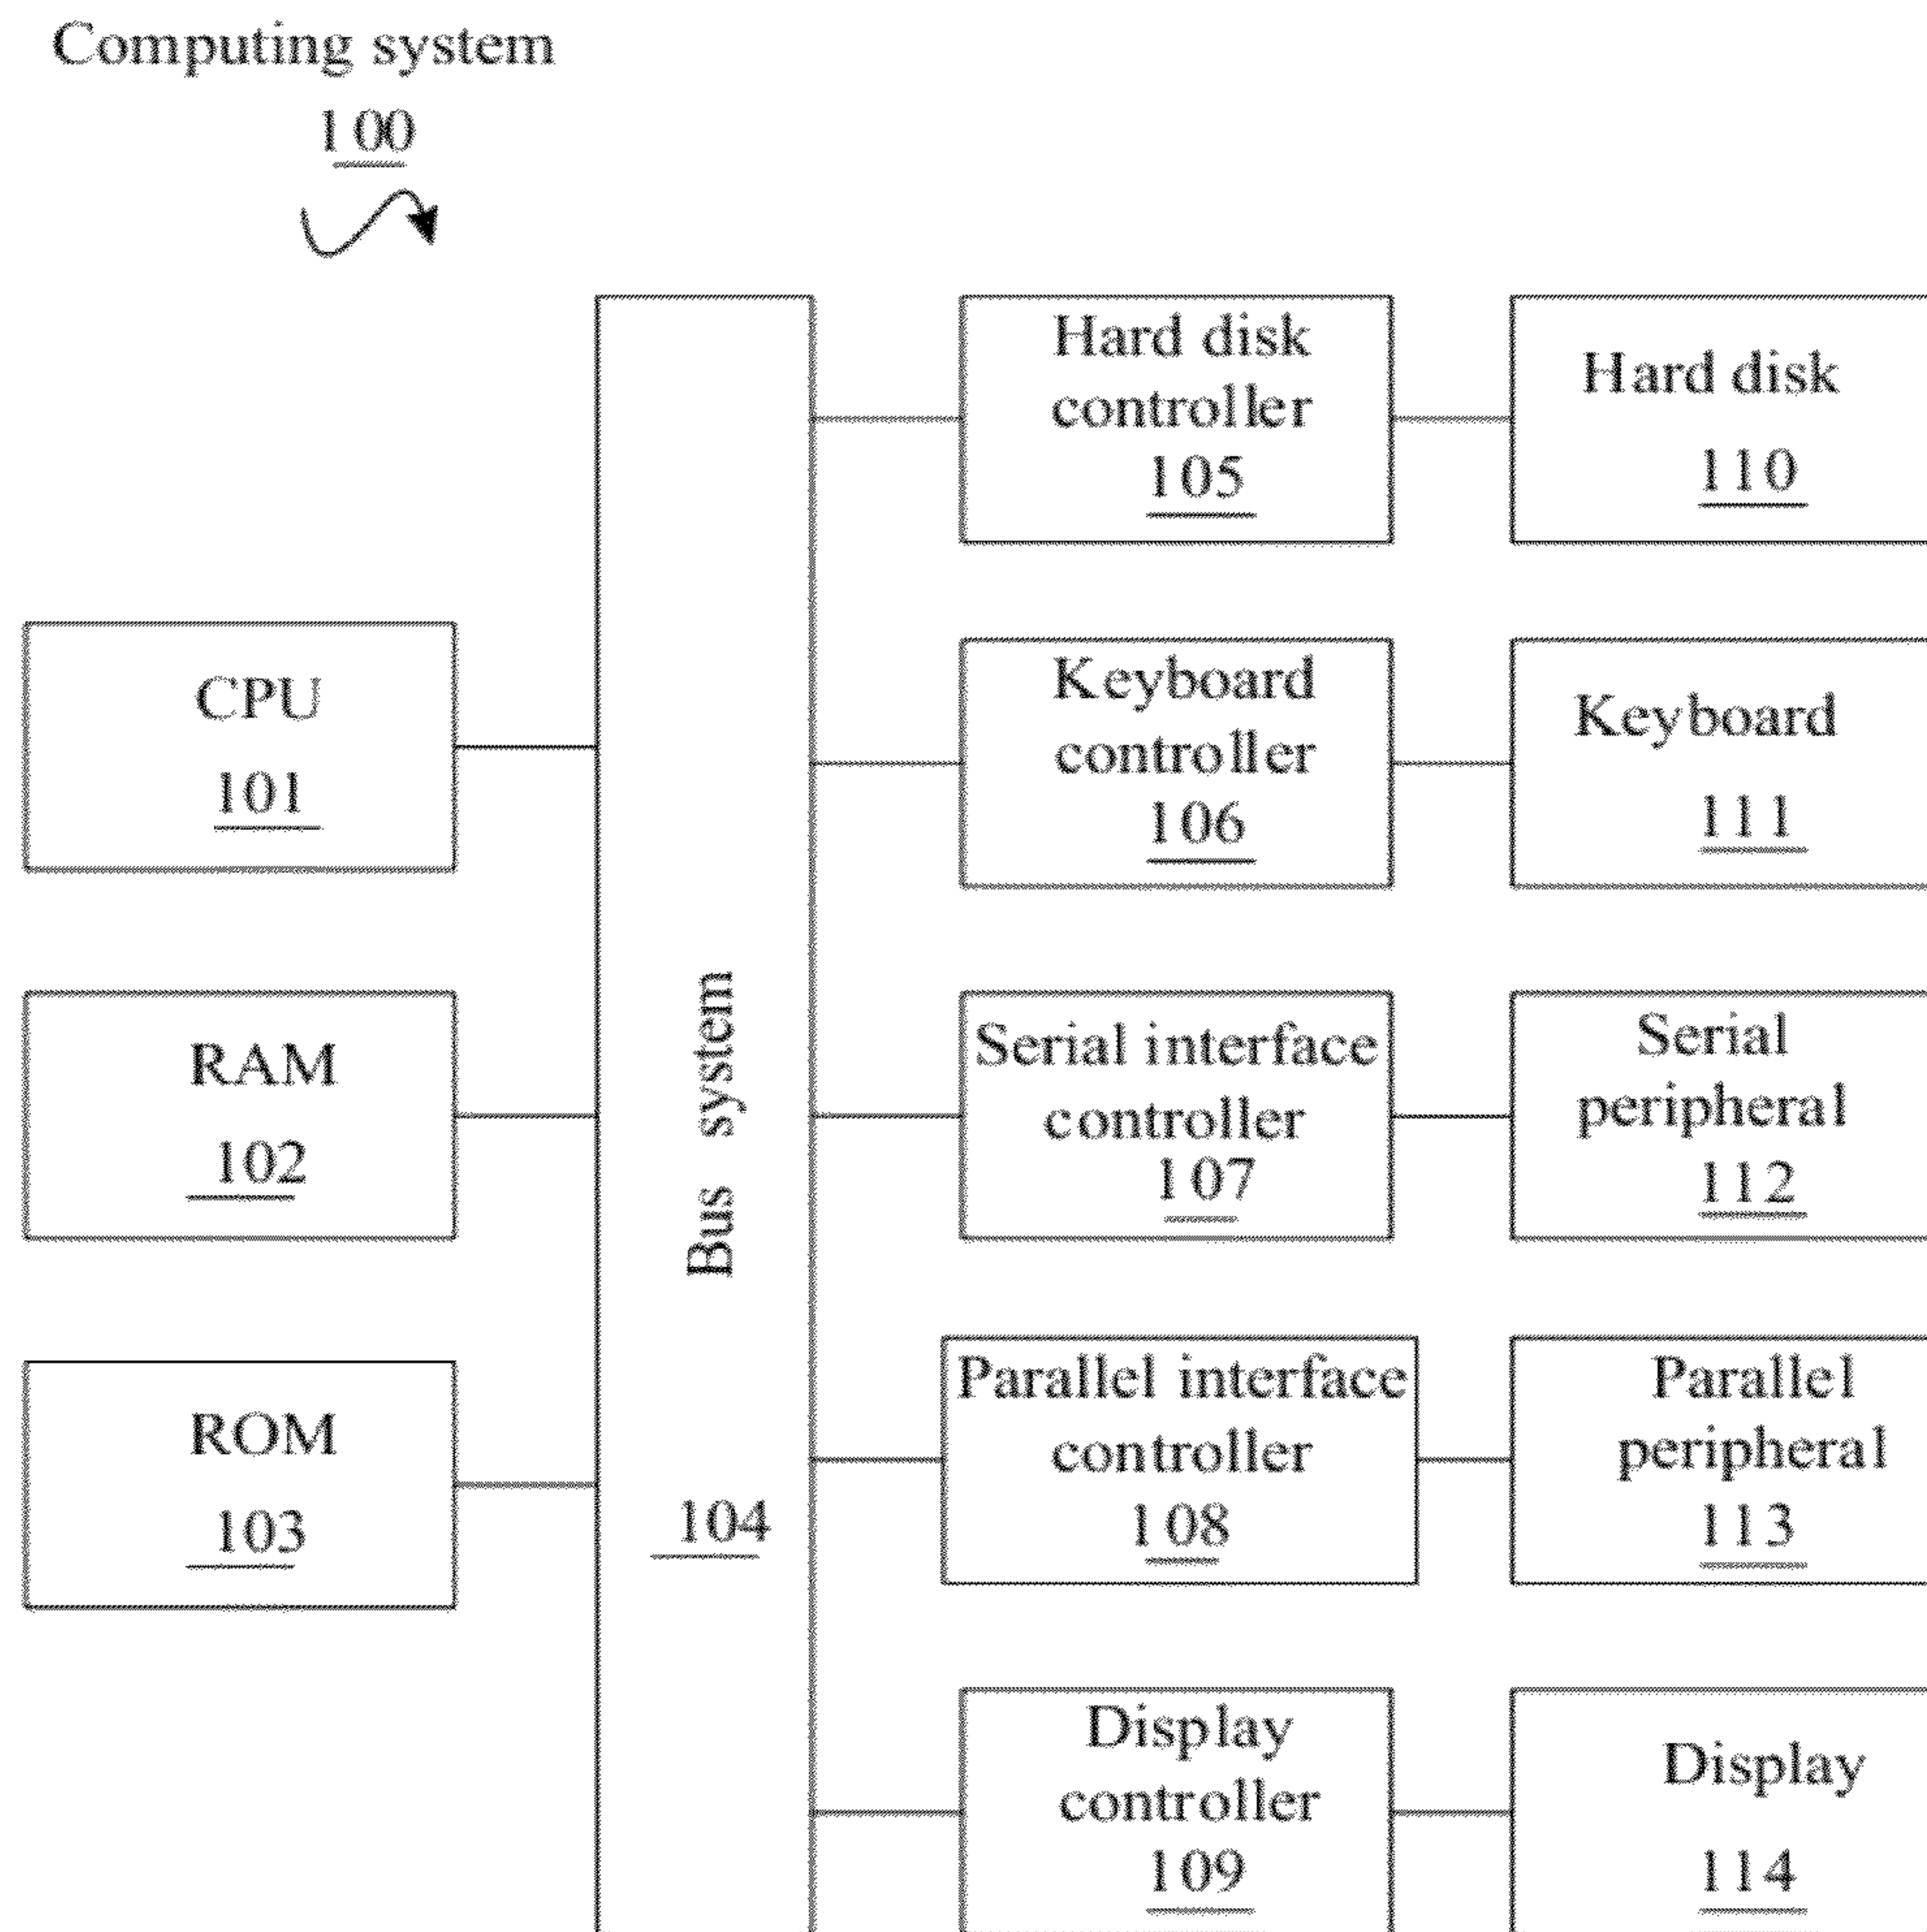 Computing system
100
CPU
101
RAM
102
ROM
103
Bus system
104
Hard disk
controller
105
Hard disk
110
Keyboard
controller
106
Keyboard
111
Serial interface
controller
107
Serial
peripheral
112
Parallel interface
controller
108
Parallel
peripheral
113
Display
controller
109
Display
114